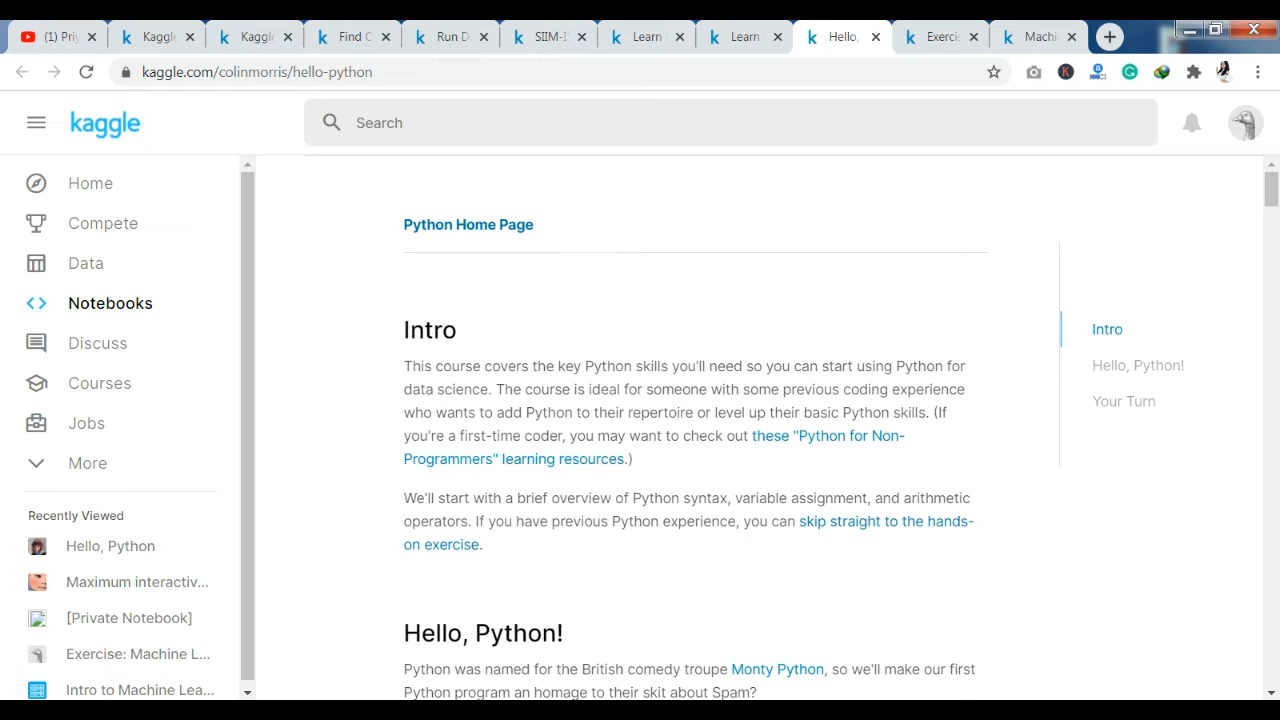 (1) Pri
Kaggle
Kaggle
Find C
Run D
SIIM-I
Learn
Learn
Hello,
Exerci
Machi
kaggle.com/colinmorris/hello-python
kaggle
Search
Home
Compete
Data
Notebooks
Discuss
Courses
Jobs
More
Recently Viewed
Hello, Python
Maximum interactiv...
[Private Notebook]
Exercise: Machine L...
Intro to Machine Lea...
Python Home Page
Intro
This course covers the key Python skills you’ll need so you can start using Python for
data science. The course is ideal for someone with some previous coding experience
who wants to add Python to their repertoire or level up their basic Python skills. (If
you're a first-time coder, you may want to check out these "Python for Non-
Programmers" learning resources.)
We'll start with a brief overview of Python syntax, variable assignment, and arithmetic
operators. If you have previous Python experience, you can skip straight to the hands-
on exercise.
Hello, Python!
Python was named for the British comedy troupe Monty Python, so we'll make our first
Python program an homage to their skit about Spam?
Intro
Hello, Python!
Your Turn